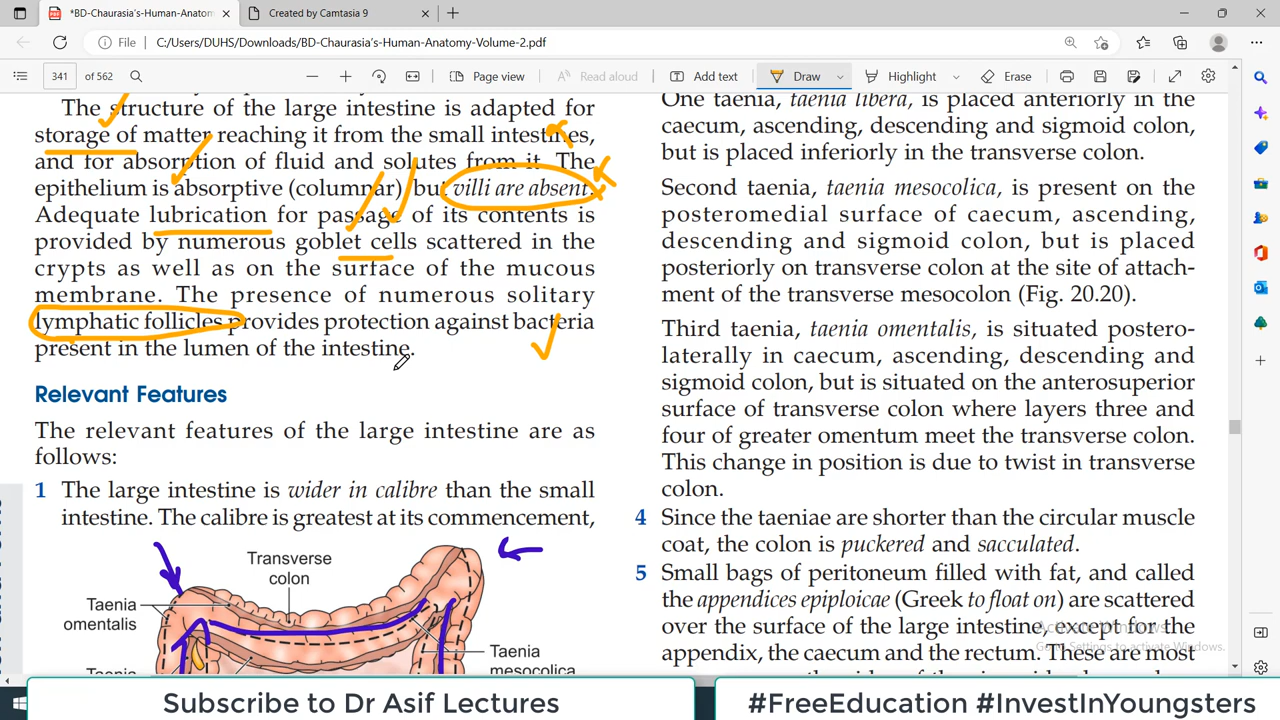 *BD-Chaurasia's-Human-Anatom
Created by Camtasia 9
File
C:/Users/DUHS/Downloads/BD-Chaurasia's-Human-Anatomy-Volume-2.pdf
341 of 562
Page view
Read aloud
Add text
Draw
Highlight
Erase
The structure of the large intestine is adapted for
storage of matter reaching it from the small intestines,
and for absorption of fluid and solutes from it. The
epithelium is absorptive (columnar), but villi are absent.
Adequate lubrication for passage of its contents is
provided by numerous goblet cells scattered in the
crypts as well as on the surface of the mucous
membrane. The presence of numerous solitary
lymphatic follicles provides protection against bacteria
present in the lumen of the intestine.
Relevant Features
The relevant features of the large intestine are as
follows:
1 The large intestine is wider in calibre than the small
intestine. The calibre is greatest at its commencement,
Transverse
colon
Taenia
omentalis
Taenia
mesocolica
One taenia, taenia libera, is placed anteriorly in the
caecum, ascending, descending and sigmoid colon,
but is placed inferiorly in the transverse colon.
Second taenia, taenia mesocolica, is present on the
posteromedial surface of caecum, ascending,
descending and sigmoid colon, but is placed
posteriorly on transverse colon at the site of attach-
ment of the transverse mesocolon (Fig. 20.20).
Third taenia, taenia omentalis, is situated postero-
laterally in caecum, ascending, descending and
sigmoid colon, but is situated on the anterosuperior
surface of transverse colon where layers three and
four of greater omentum meet the transverse colon.
This change in position is due to twist in transverse
colon.
4 Since the taeniae are shorter than the circular muscle
coat, the colon is puckered and sacculated.
5 Small bags of peritoneum filled with fat, and called
the appendices epiploicae (Greek to float on) are scattered
over the surface of the large intestine, except for the
appendix, the caecum and the rectum. These are most
Activate Windows
Go to Settings to activate Windows.
Subscribe to Dr Asif Lectures
#FreeEducation #InvestInYoungsters